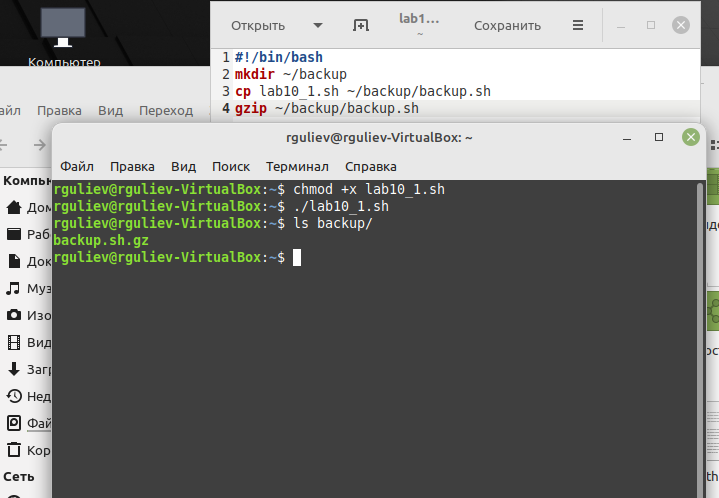 Компьютер
Открыть
lab1...
~
Сохранить
1 #!/bin/bash
2 mkdir ~/backup
3 cp lab10_1.sh ~/backup/backup.sh
4 gzip ~/backup/backup.sh
айл Правка Вид Переход
rguliev@rguliev-VirtualBox: ~
Файл Правка Вид Поиск Терминал Справка
rguliev@rguliev-VirtualBox:~$ chmod +x lab10_1.sh
rguliev@rguliev-VirtualBox:~$ ./lab10_1.sh
rguliev@rguliev-VirtualBox:~$ ls backup/
backup.sh.gz
rguliev@rguliev-VirtualBox:~$
Компью
Дом
Рабо
Док
Муз
Изо
Вид
Загр
Нед
Фай
Кор
Сеть